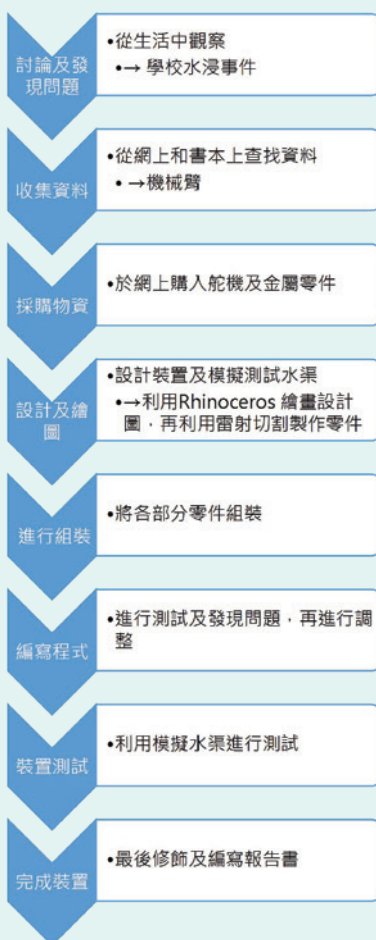 討論及發
現問題
•從生活中觀察
•→ 學校水浸事件
收集資料
•從網上和書本上查找資料
•→機械臂
採購物資
•於網上購入舵機及金屬零件
設計及繪
圖
•設計裝置及模擬測試水渠
•→利用Rhinoceros 繪畫設計
圖，再利用雷射切割製作零件
進行組裝
•將各部分零件組裝
編寫程式
•進行測試及發現問題，再進行調
整
裝置測試
•利用模擬水渠進行測試
完成裝置
•最後修飾及編寫報告書